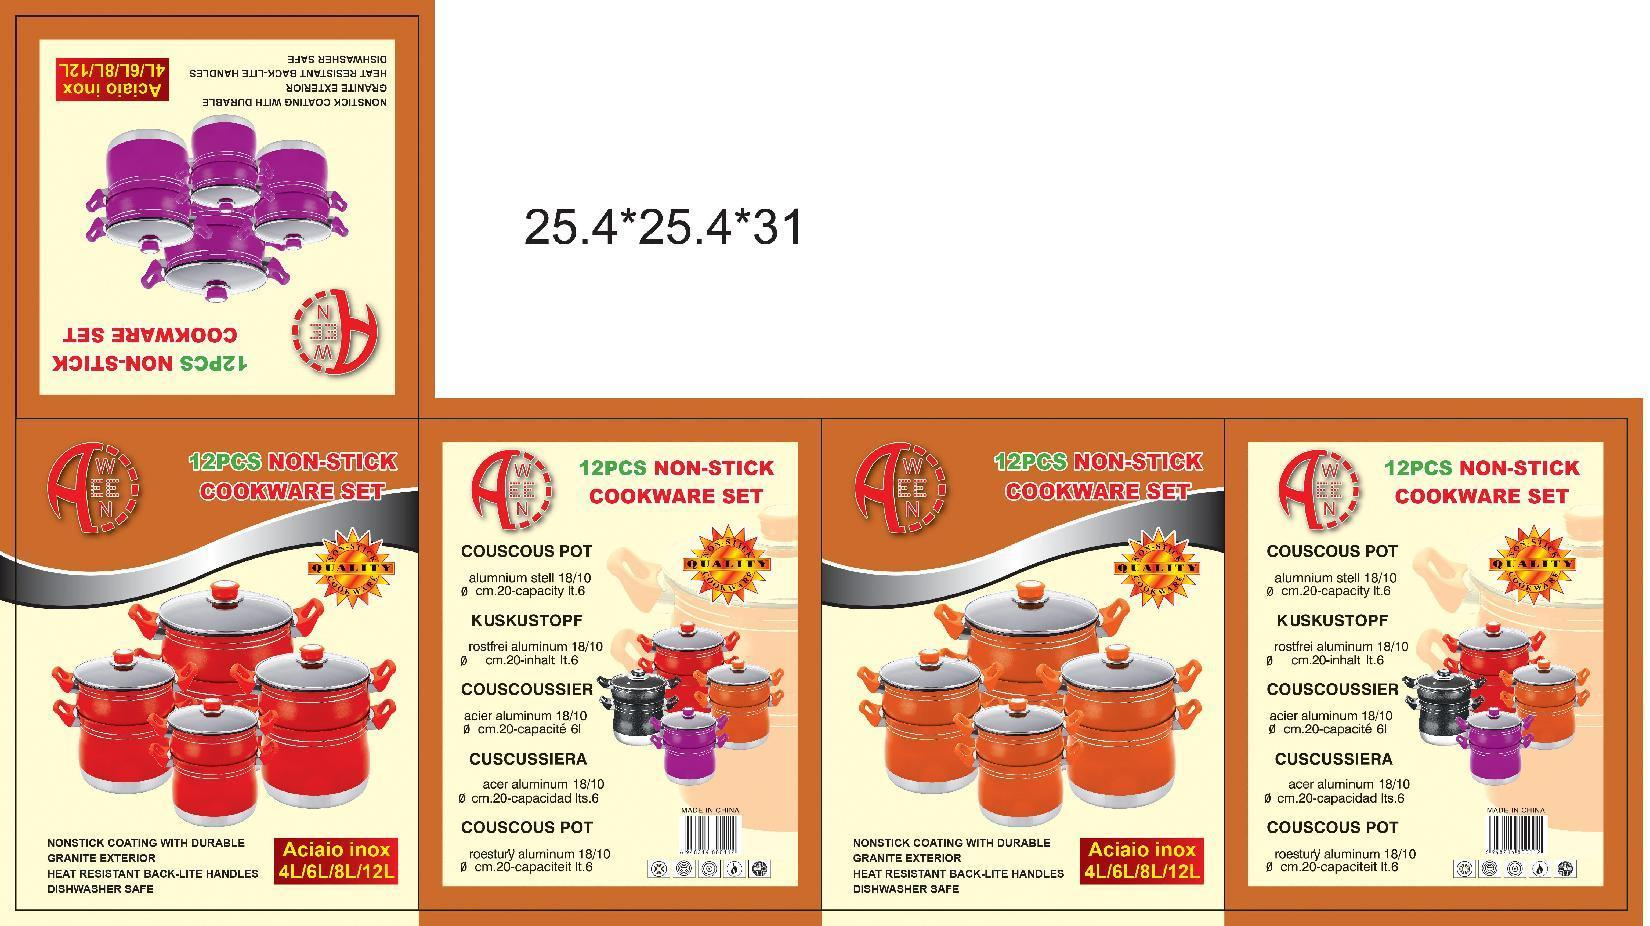 NONSTICK COATING WITH DURABLE
GRANITE EXTERIOR
HEAT RESISTANT BACK-LITE HANDLES
DISHWASHER SAFE
Aciaio inox
4L/6L/8L/12L
A WEEN
12PCS NON-STICK
COOKWARE SET
25.4*25.4*31
A WEEN
12PCS NON-STICK
COOKWARE SET
NON-STICK
QUALITY
COOKWARE
NONSTICK COATING WITH DURABLE
GRANITE EXTERIOR
HEAT RESISTANT BACK-LITE HANDLES
DISHWASHER SAFE
Aciaio inox
4L/6L/8L/12L
A WEEN
12PCS NON-STICK
COOKWARE SET
NON-STICK
QUALITY
COOKWARE
COUSCOUS POT
alumnium stell 18/10
Ø cm.20-capacity lt.6
KUSKUSTOPF
rostfrei aluminum 18/10
Ø cm.20-inhalt lt.6
COUSCOUSSIER
acier aluminum 18/10
Ø cm.20-capacité 6l
CUSCUSSIERA
acer aluminum 18/10
Ø cm.20-capacidad lts.6
COUSCOUS POT
roestury aluminum 18/10
Ø cm.20-capaciteit lt.6
MADE IN CHINA
A WEEN
12PCS NON-STICK
COOKWARE SET
NON-STICK
QUALITY
COOKWARE
NONSTICK COATING WITH DURABLE
GRANITE EXTERIOR
HEAT RESISTANT BACK-LITE HANDLES
DISHWASHER SAFE
Aciaio inox
4L/6L/8L/12L
A WEEN
12PCS NON-STICK
COOKWARE SET
NON-STICK
QUALITY
COOKWARE
COUSCOUS POT
alumnium stell 18/10
Ø cm.20-capacity lt.6
KUSKUSTOPF
rostfrei aluminum 18/10
Ø cm.20-inhalt lt.6
COUSCOUSSIER
acier aluminum 18/10
Ø cm.20-capacité 6l
CUSCUSSIERA
acer aluminum 18/10
Ø cm.20-capacidad lts.6
COUSCOUS POT
roestury aluminum 18/10
Ø cm.20-capaciteit lt.6
MADE IN CHINA